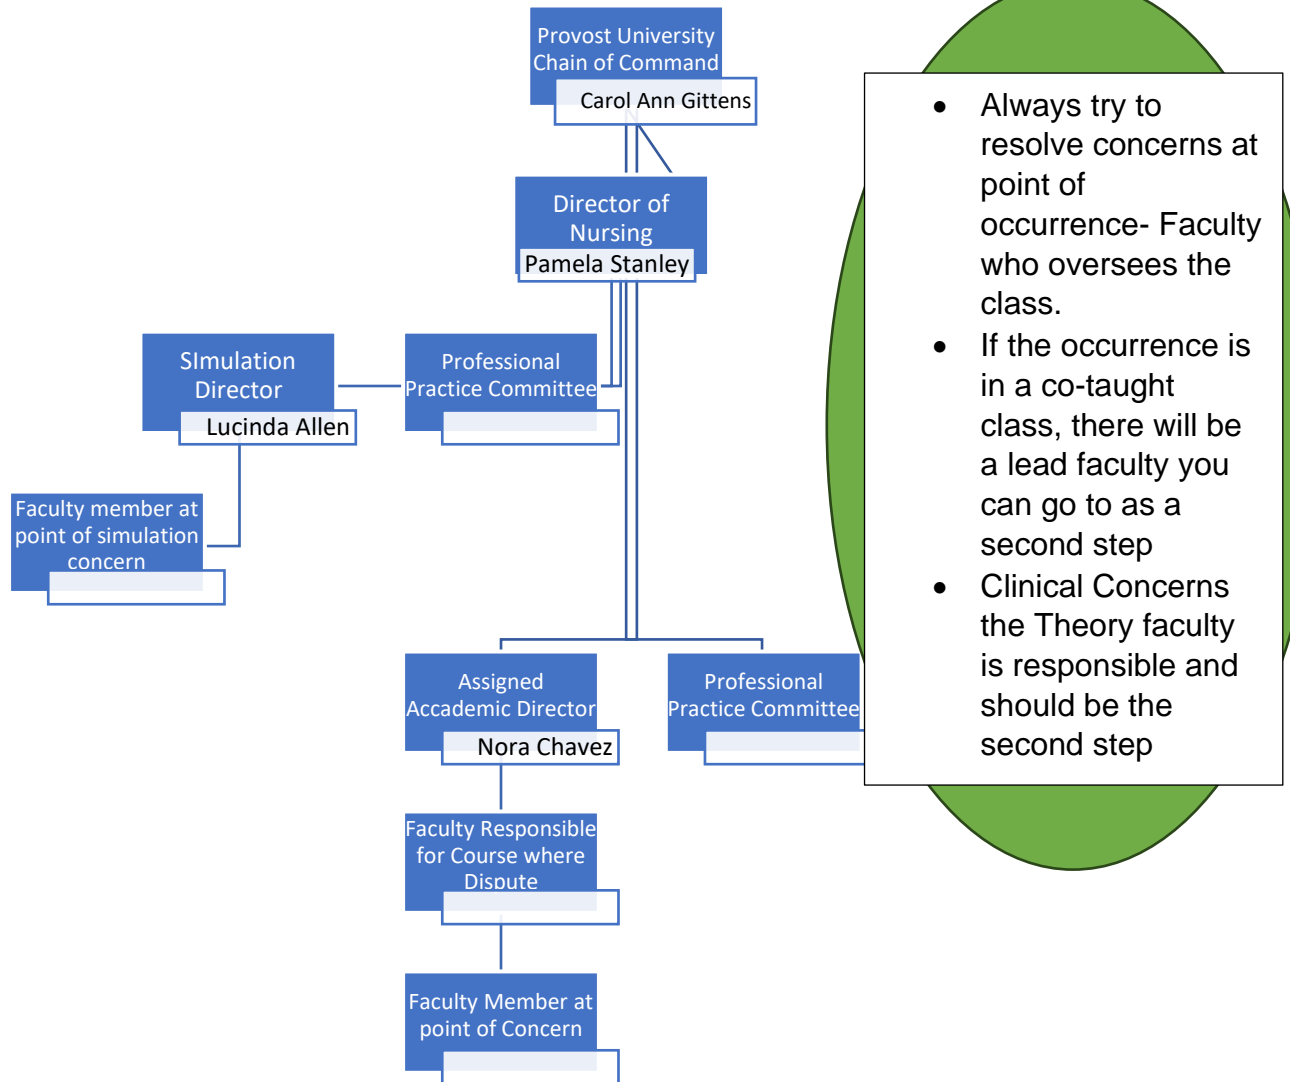 Provost University
Chain of Command
Carol Ann Gittens
Director of
Nursing
Pamela Stanley
SImulation
Director
Lucinda Allen
Professional
Practice Committee
Faculty member at
point of simulation
concern
Assigned
Accademic Director
Nora Chavez
Professional
Practice Committee
Faculty Responsible
for Course where
Dispute
Faculty Member at
point of Concern
• Always try to
resolve concerns at
point of
occurrence- Faculty
who oversees the
class.
• If the occurrence is
in a co-taught
class, there will be
a lead faculty you
can go to as a
second step
• Clinical Concerns
the Theory faculty
is responsible and
should be the
second step